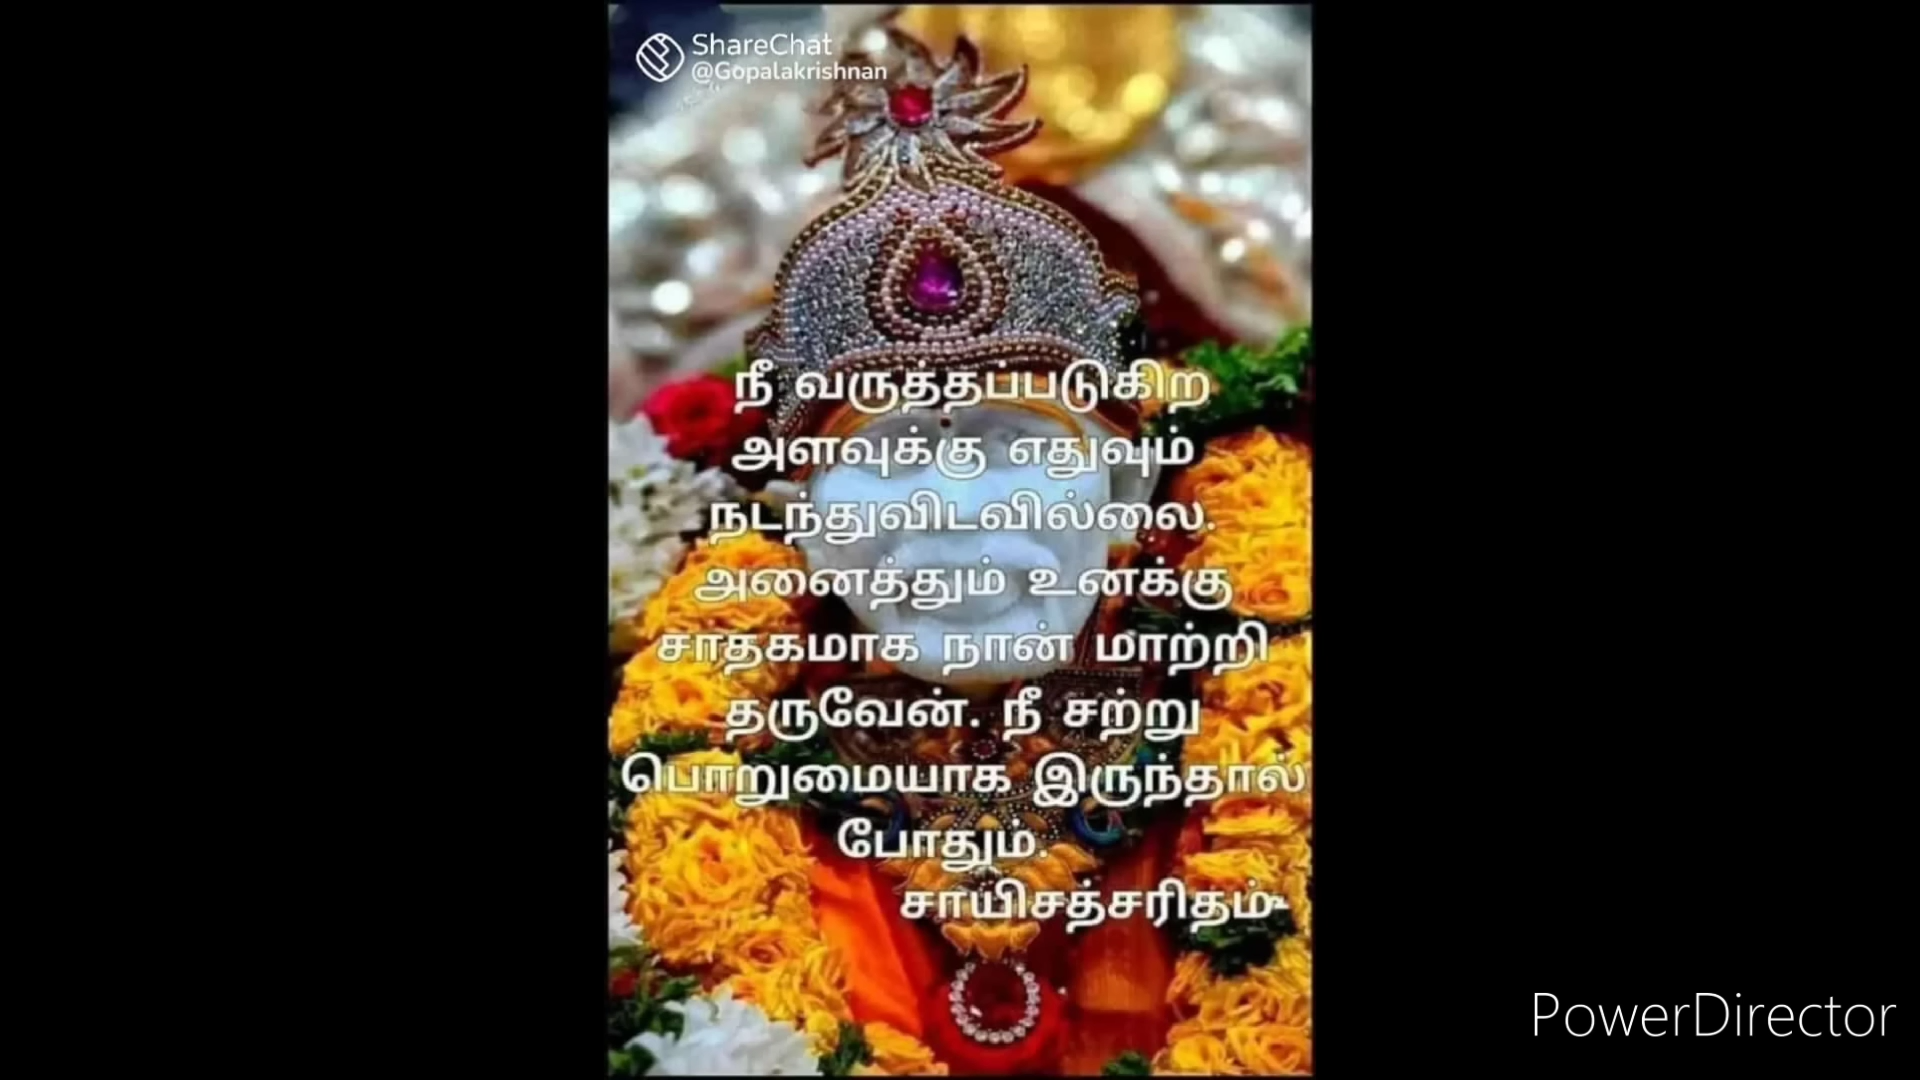 ShareChat
@Gopalakrishnan
நீ வருத்தப்படுகிற
அளவுக்கு எதுவும்
நடந்துவிடவில்லை.
அனைத்தும் உனக்கு
சாதகமாக நான் மாற்றி
தருவேன். நீ சற்று
பொறுமையாக இருந்தால்
போதும்.
சாயிசத்சரிதம்
PowerDirector